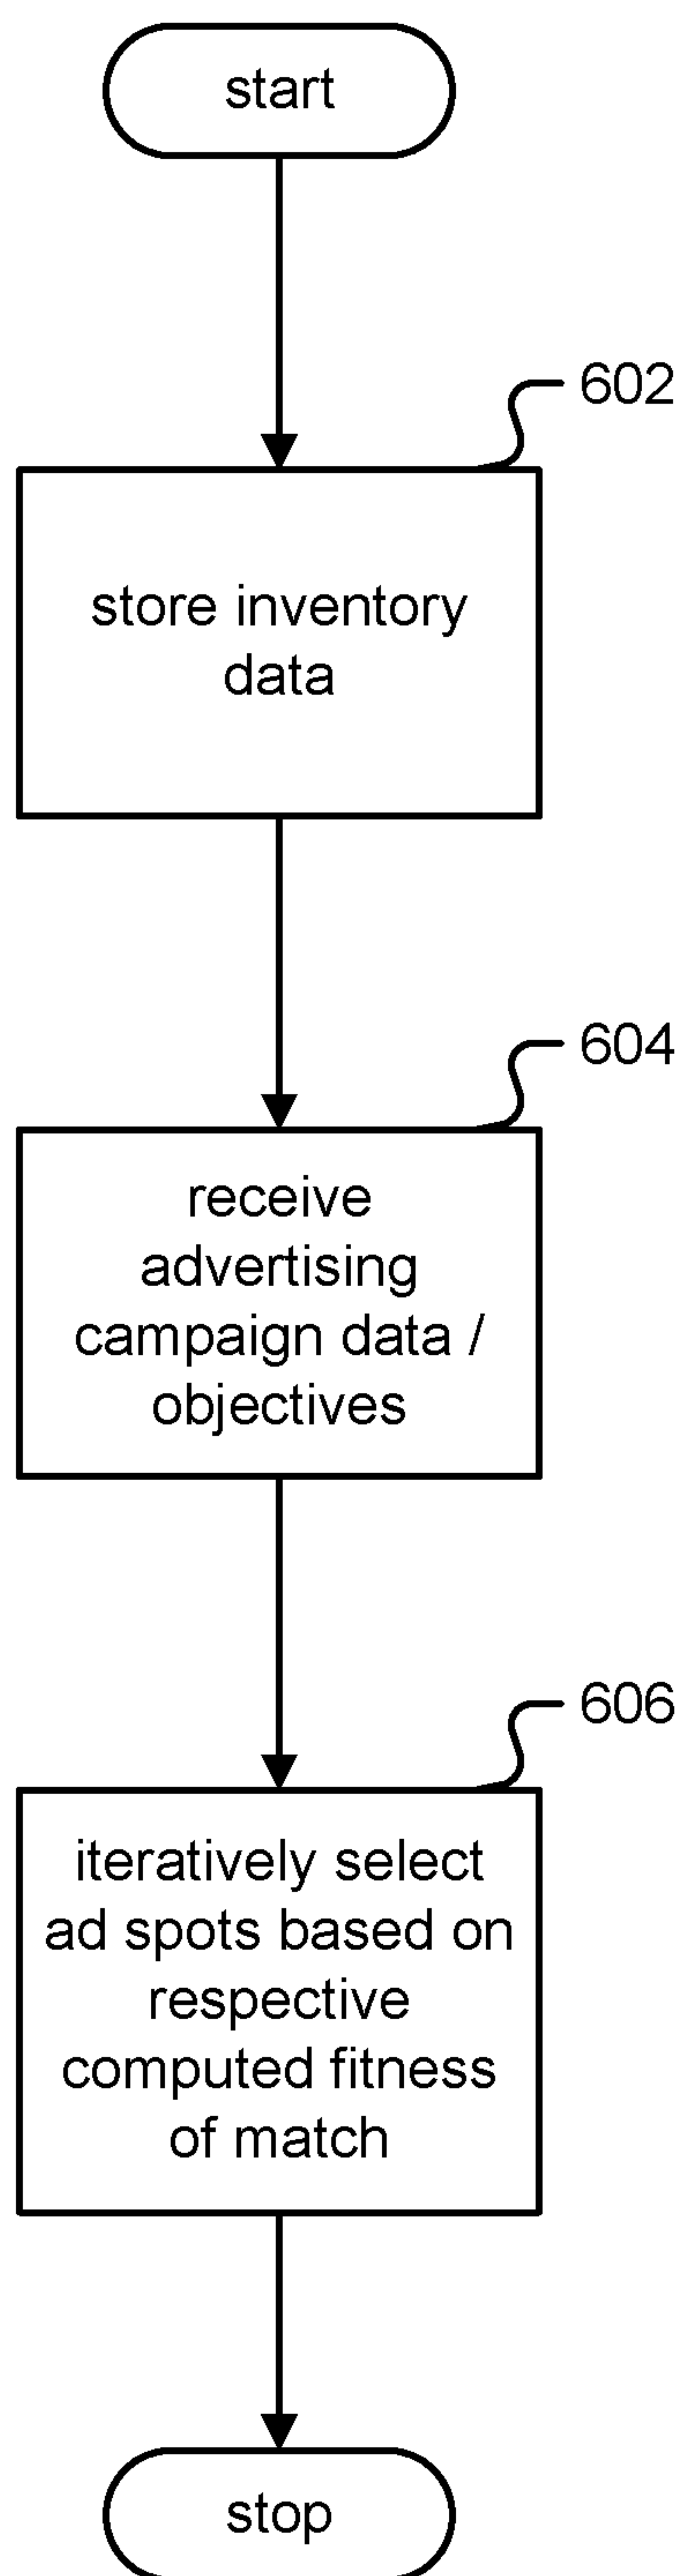 start
602
store inventory
data
604
receive
advertising
campaign data /
objectives
606
iteratively select
ad spots based on
respective
computed fitness
of match
stop